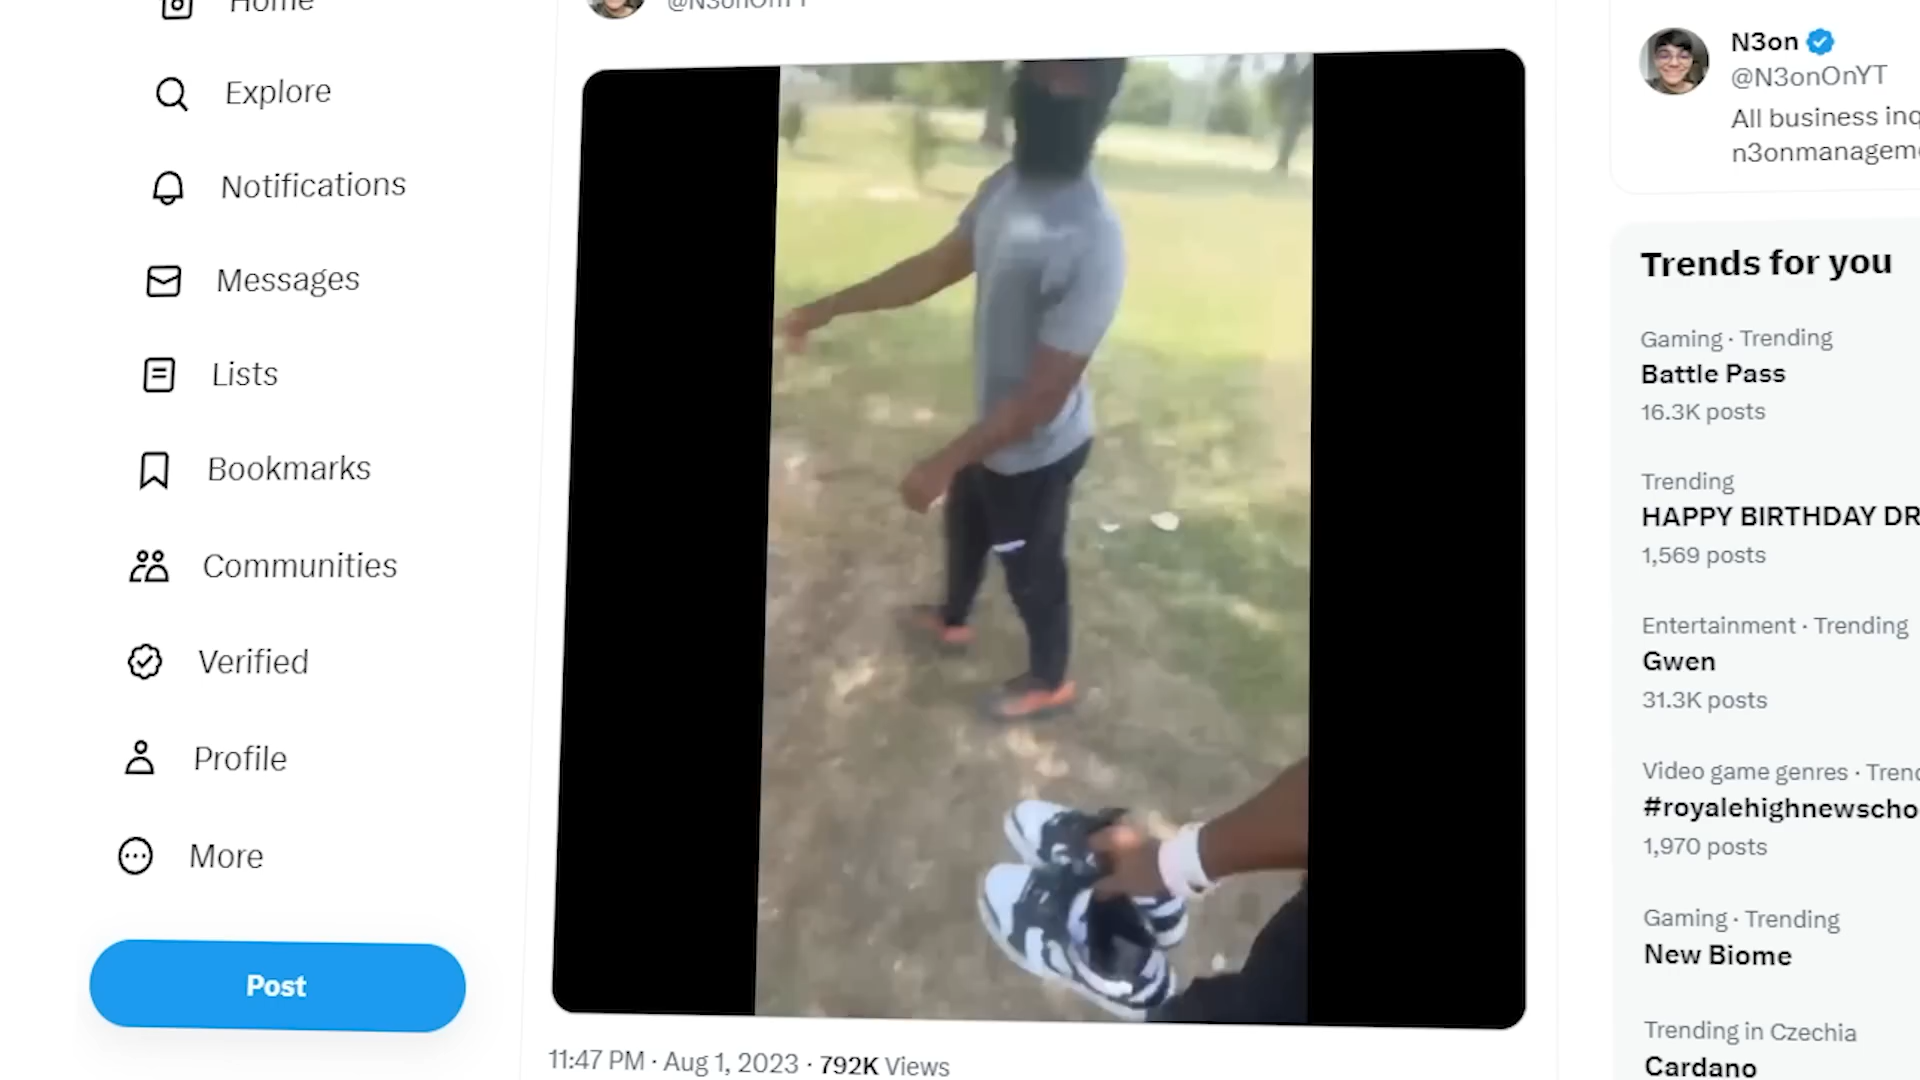 Home
Explore
Notifications
Messages
Lists
Bookmarks
Communities
Verified
Profile
More
Post
@N3onOnYT
11:47 PM · Aug 1, 2023 · 792K Views
N3on
@N3onOnYT
All business
n3onmanagem
Trends for you
Gaming · Trending
Battle Pass
16.3K posts
Trending
HAPPY BIRTHDAY DR
1,569 posts
Entertainment · Trending
Gwen
31.3K posts
Video game genres · Trend
#royalehighnewscho
1,970 posts
Gaming · Trending
New Biome
Trending in Czechia
Cardano